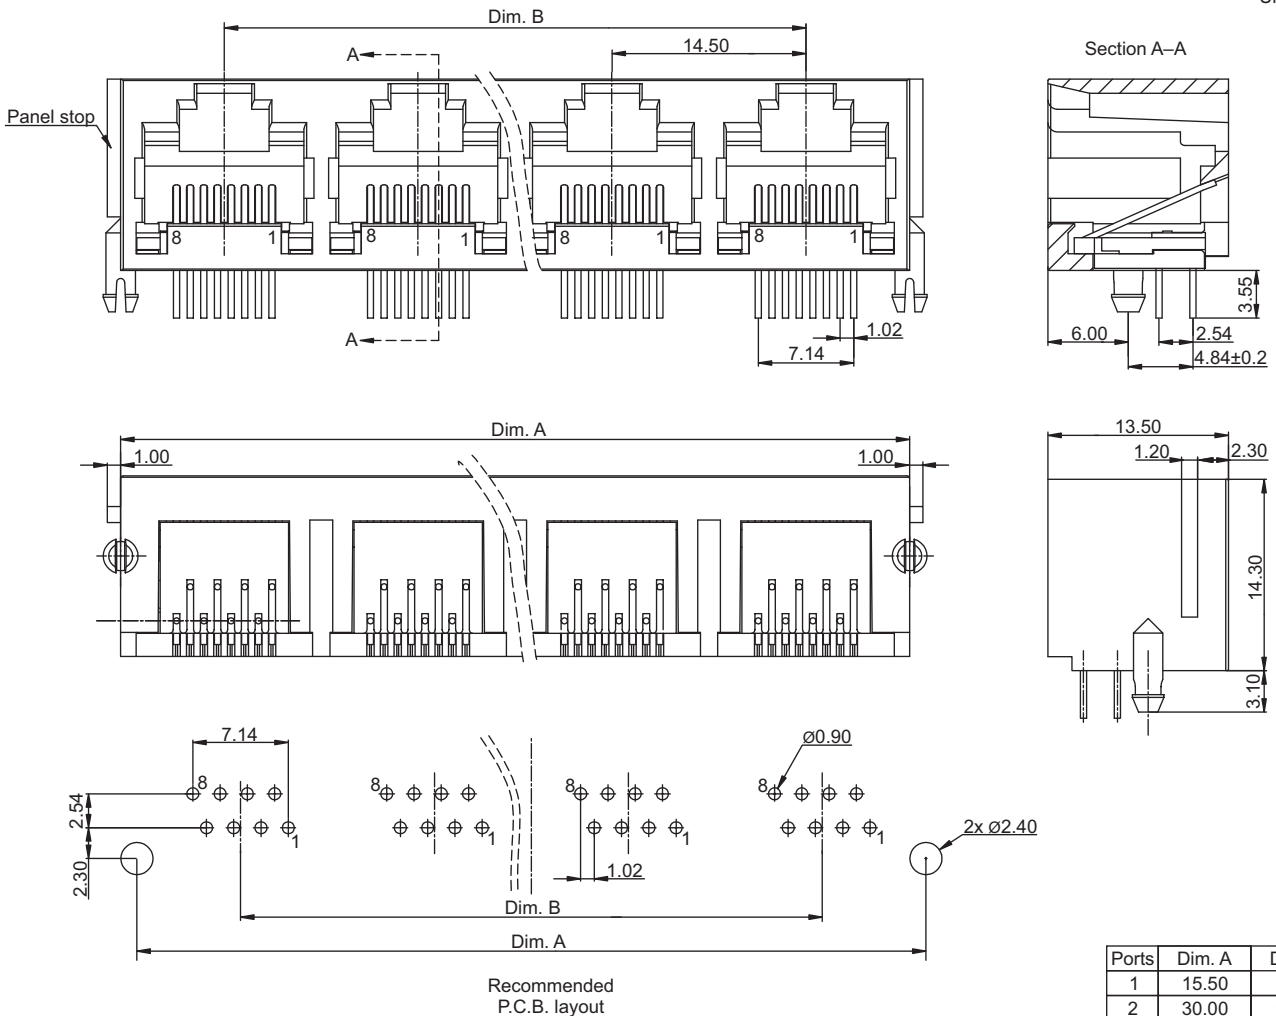 Dim. B
A
14.50
Section A–A
Panel stop
8 1 8 1 8 1 8 1
3.55
A
1.02
6.00
2.54
7.14
4.84±0.2
Dim. A
13.50
1.00
1.00
1.20
2.30
14.30
3.10
7.14
Ø0.90
8 8 8 8
2.54
1 1 1 1
2x Ø2.40
2.30
1.02
Dim. B
Dim. A
Recommended
P.C.B. layout
Ports Dim. A
1 15.50
2 30.00